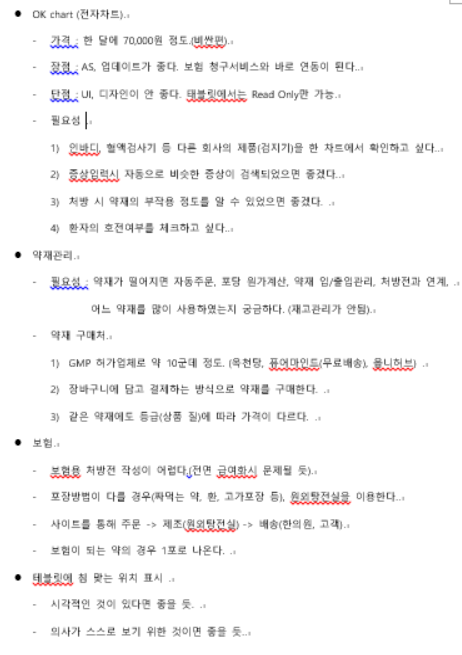 ● OK chart (전자차트).
- 가격 : 한 달에 70,000원 정도.(비싼편).
- 장점 : AS, 업데이트가 좋다. 보험 청구서비스와 바로 연동이 된다..
- 단점 : UI, 디자인이 안 좋다. 태블릿에서는 Read Only만 가능.
- 필요성 .
1) 인바디, 혈액검사기 등 다른 회사의 제품(검지기)을 한 차트에서 확인하고 싶다..
2) 증상입력시 자동으로 비슷한 증상이 검색되었으면 좋겠다..
3) 처방 시 약재의 부작용 정도를 알 수 있었으면 좋겠다. .
4) 환자의 호전여부를 체크하고 싶다..
● 약재관리.
- 필요성 : 약재가 떨어지면 자동주문, 포당 원가계산, 약재 입/출입관리, 처방전과 연계, .
어느 약재를 많이 사용하였는지 궁금하다. (재고관리가 안됨).
- 약재 구매처.
1) GMP 허가업체로 약 10군데 정도. (옥천당, 퓨어마인드(무료배송), 올니허브) .
2) 장바구니에 담고 결제하는 방식으로 약재를 구매한다. .
3) 같은 약재에도 등급(상품 질)에 따라 가격이 다르다. .
● 보험.
- 보험용 처방전 작성이 어렵다.(전면 급여화시 문제될 듯).
- 포장방법이 다를 경우(짜먹는 약, 환, 고가포장 등), 원외탕전실을 이용한다..
- 사이트를 통해 주문 -> 제조(원외탕전실) -> 배송(한의원, 고객).
- 보험이 되는 약의 경우 1포로 나온다. .
● 테블릿에 침 맞는 위치 표시 .
- 시각적인 것이 있다면 좋을 듯. .
- 의사가 스스로 보기 위한 것이면 좋을 듯..